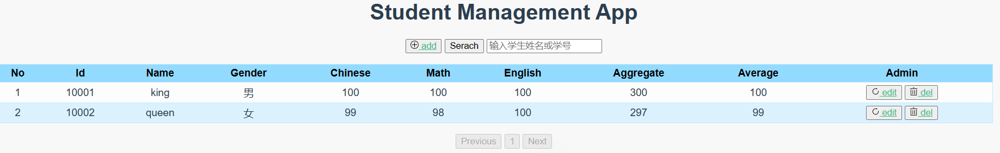 Student Management App
add Serach 输入学生姓名或学号
No Id Name Gender Chinese Math English Aggregate Average Admin
1 10001 king 男 100 100 100 300 100 edit del
2 10002 queen 女 99 98 100 297 99 edit del
Previous 1 Next